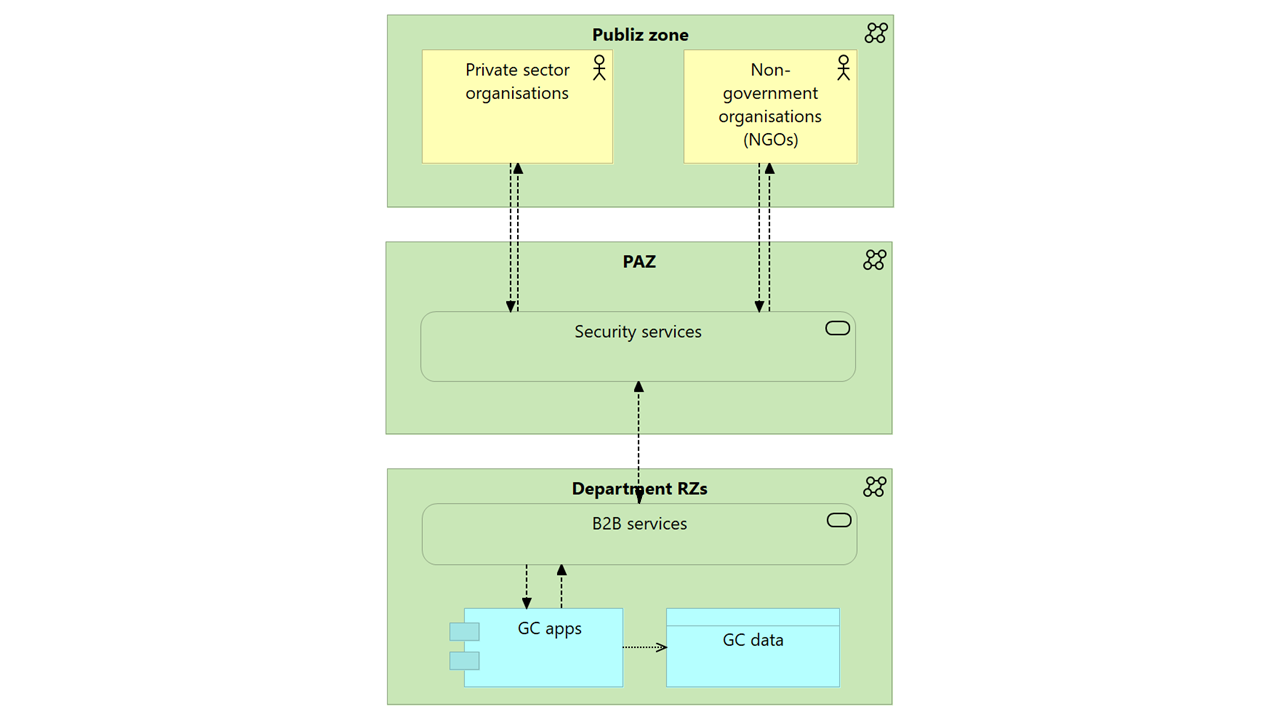 Publiz zone
Private sector
organisations
Non-
government
organisations
(NGOs)
PAZ
Security services
Department RZs
B2B services
GC apps
GC data